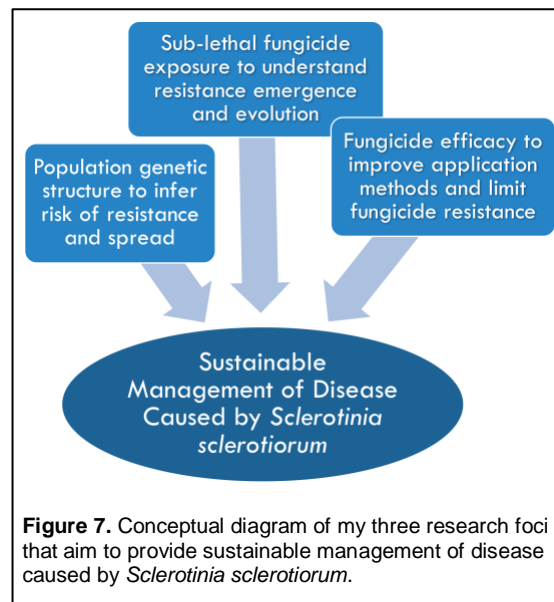 Sub-lethal fungicide
exposure to understand
resistance emergence
and evolution
Population genetic
structure to infer
risk of resistance
and spread
Fungicide efficacy to
improve application
methods and limit
fungicide resistance
Sustainable
Management of Disease
Caused by Sclerotinia
sclerotiorum
Figure 7. Conceptual diagram of my three research foci
that aim to provide sustainable management of disease
caused by Sclerotinia sclerotiorum.